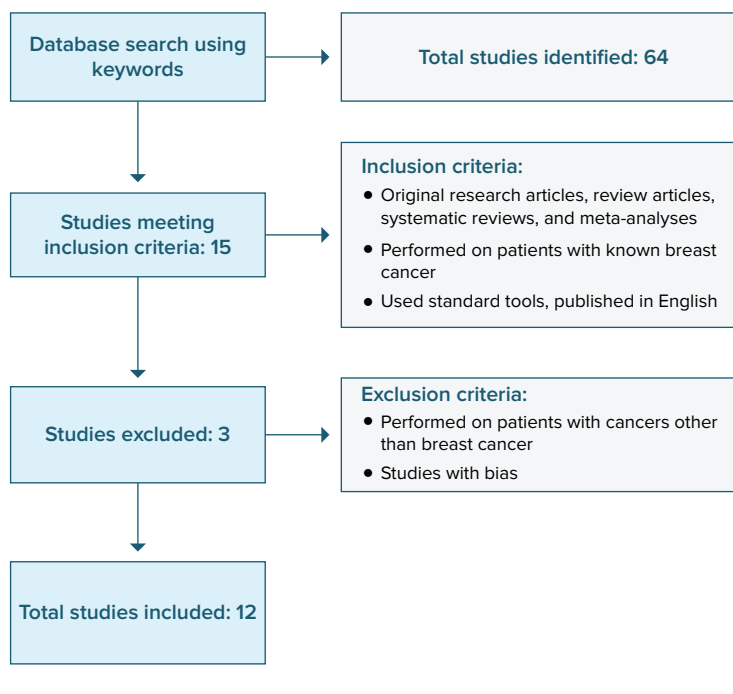 Database search using
keywords
Total studies identified: 64
Studies meeting
inclusion criteria: 15
Inclusion criteria:
• Original research articles, review articles,
systematic reviews, and meta-analyses
• Performed on patients with known breast
cancer
• Used standard tools, published in English
Studies excluded: 3
Exclusion criteria:
• Performed on patients with cancers other
than breast cancer
• Studies with bias
Total studies included: 12